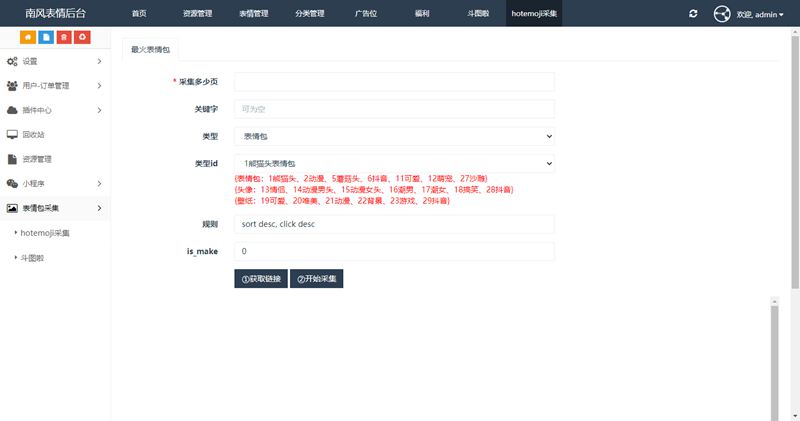 南风表情后台
首页
资源管理
表情管理
分类管理
广告位
福利
斗图啦
hotemoji采集
欢迎, admin
设置
用户-订单管理
插件中心
回收站
资源管理
小程序
表情包采集
hotemoji采集
斗图啦
最火表情包
* 采集多少页
关键字
可为空
类型
表情包
类型id
1熊猫头表情包
{表情包：1熊猫头、2动漫、5蘑菇头、6抖音、11可爱、12萌宠、27沙雕}
{头像：13情侣、14动漫男头、15动漫女头、16潮男、17潮女、18搞笑、28抖音}
{壁纸：19可爱、20唯美、21动漫、22背景、23游戏、29抖音}
规则
sort desc, click desc
is_make
0
①获取链接
②开始采集